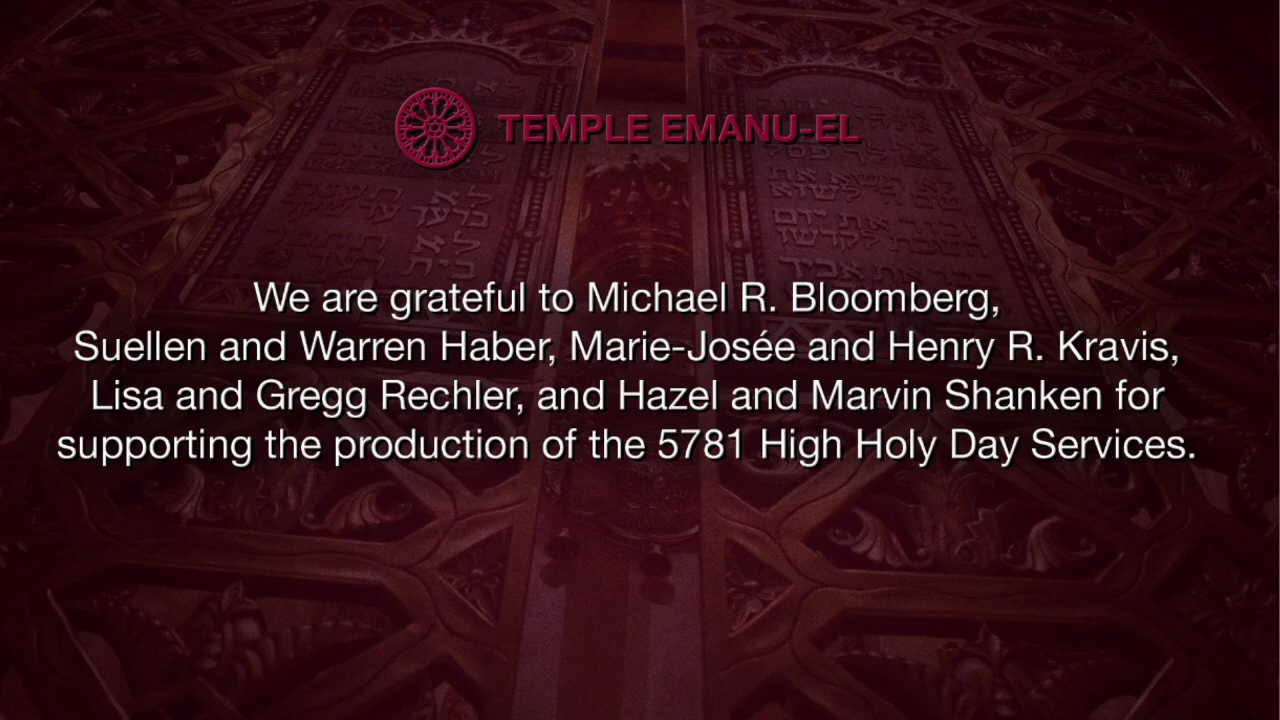 TEMPLE EMANU-EL
We are grateful to Michael R. Bloomberg,
Suellen and Warren Haber, Marie-Josée and Henry R. Kravis,
Lisa and Gregg Rechler, and Hazel and Marvin Shanken for
supporting the production of the 5781 High Holy Day Services.